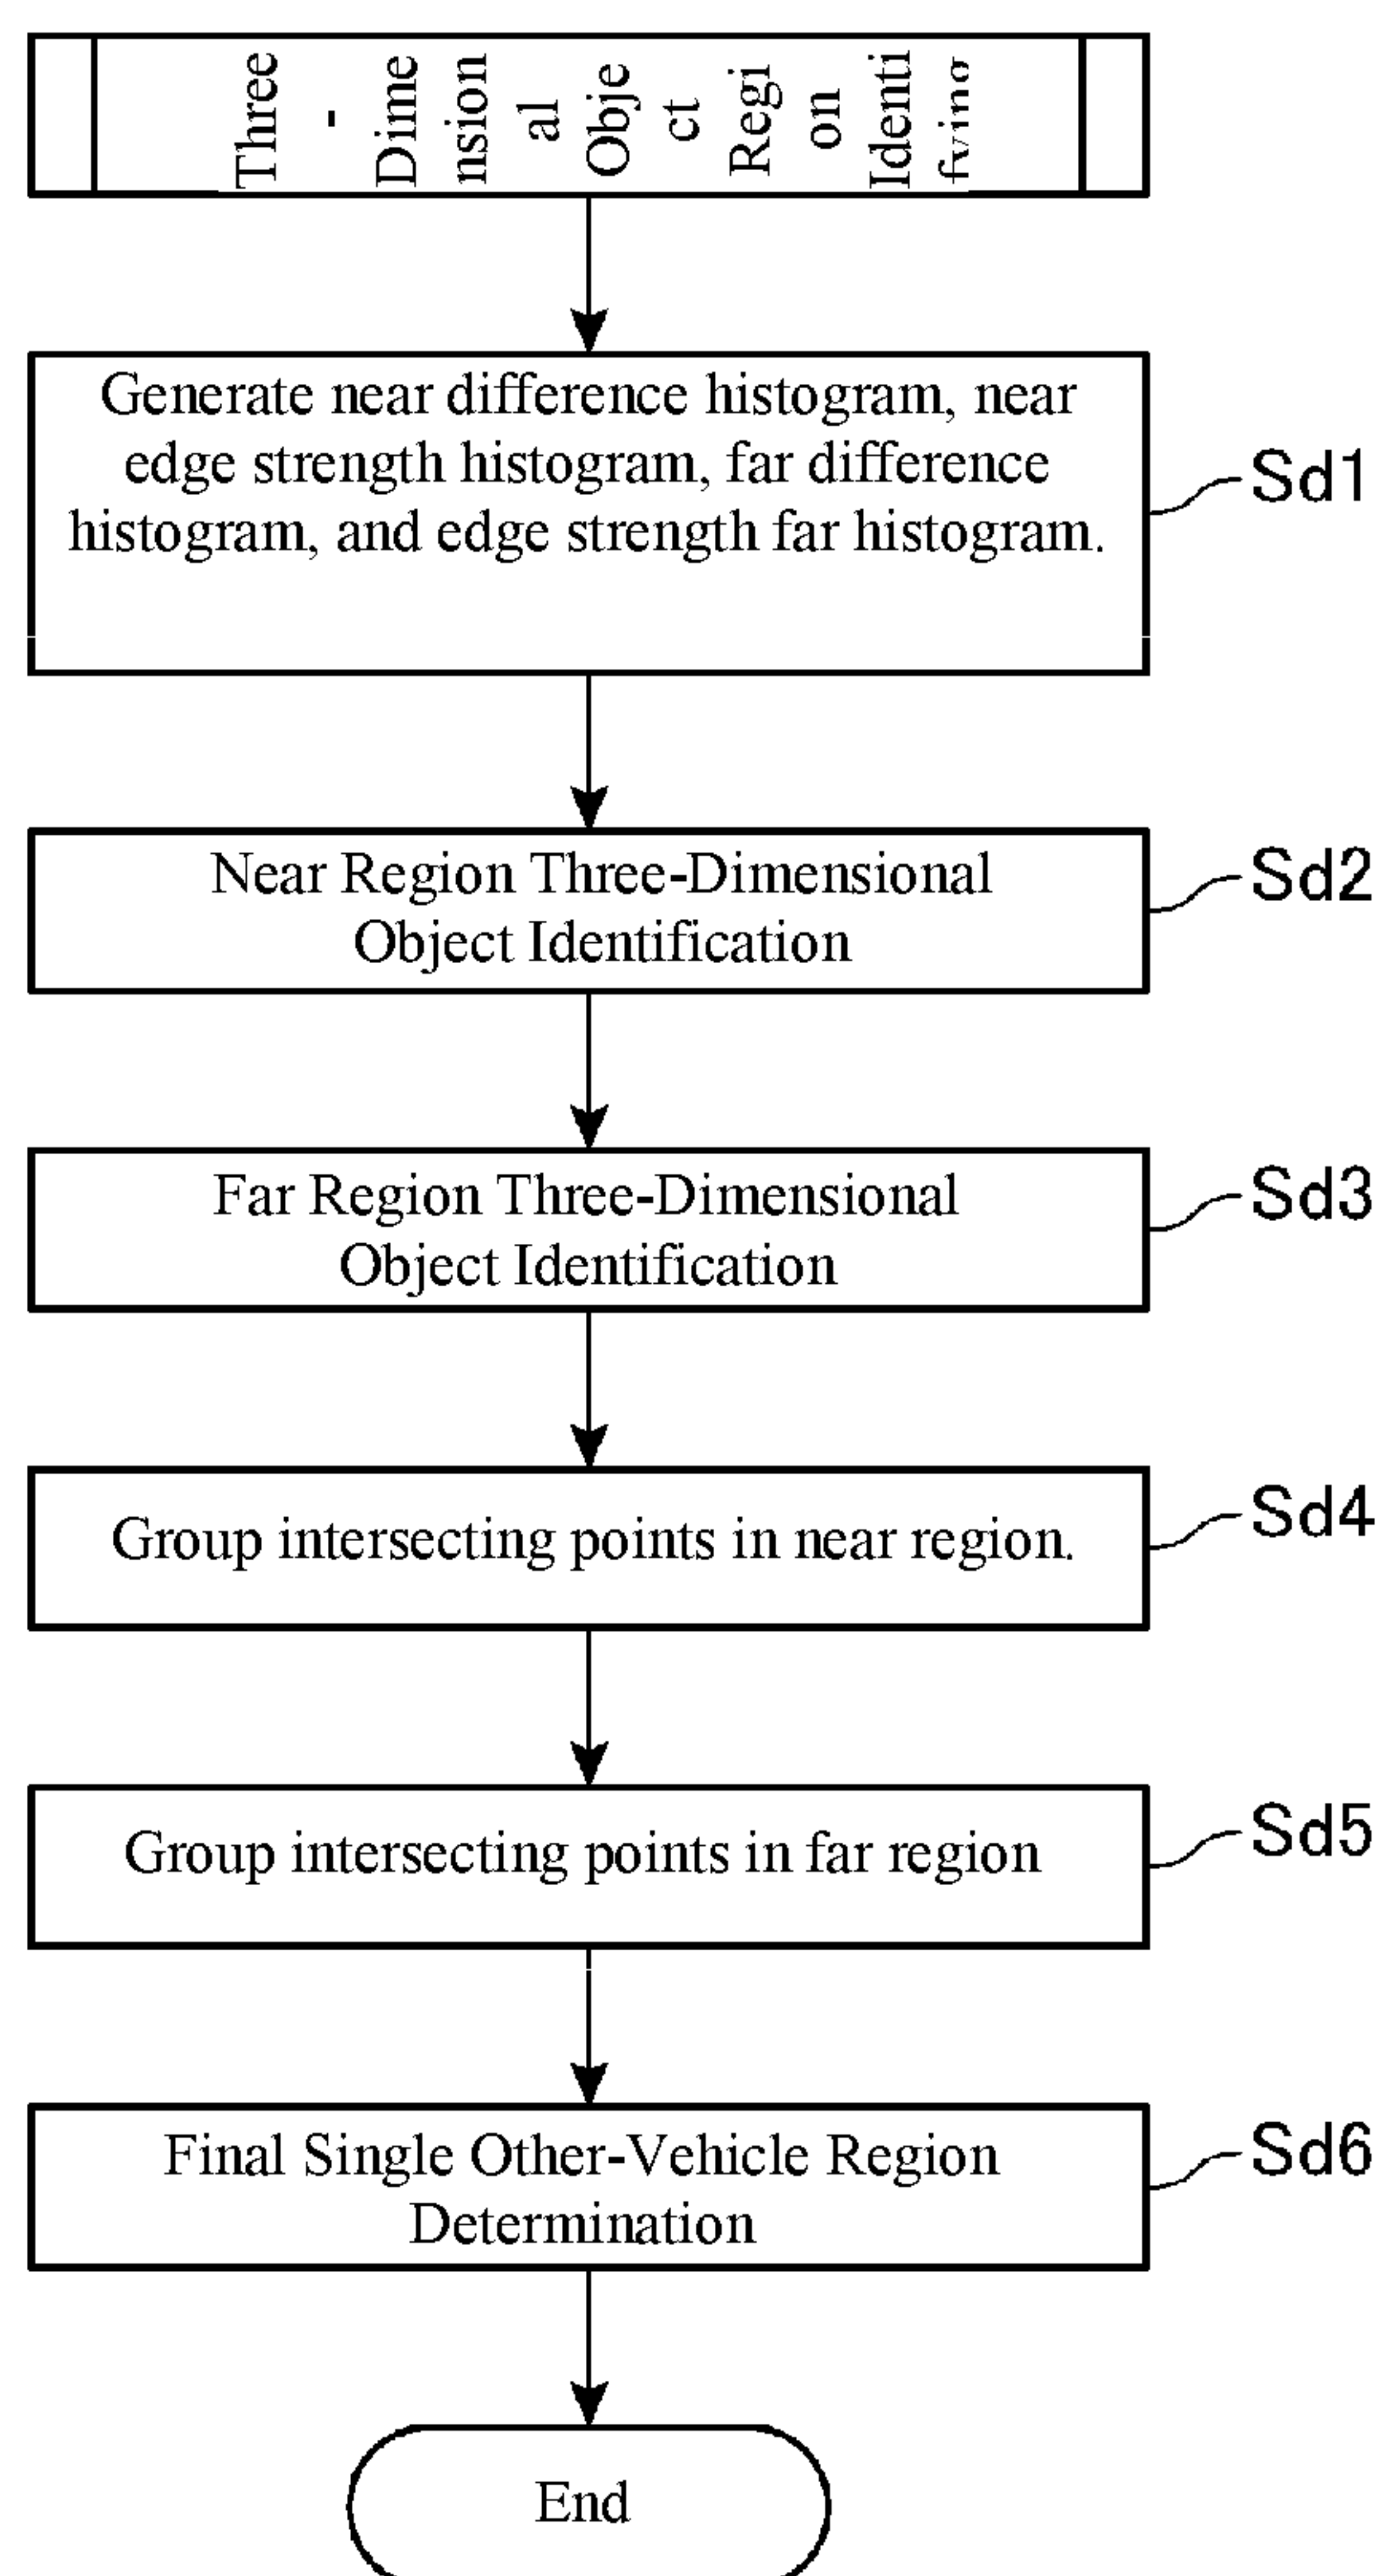 Three
-
Dime
nsion
al
Obje
ct
Regi
on
Identi
fying
Generate near difference histogram, near
edge strength histogram, far difference
histogram, and edge strength far histogram.
Sd1
Near Region Three-Dimensional
Object Identification
Sd2
Far Region Three-Dimensional
Object Identification
Sd3
Group intersecting points in near region.
Sd4
Group intersecting points in far region
Sd5
Final Single Other-Vehicle Region
Determination
Sd6
End